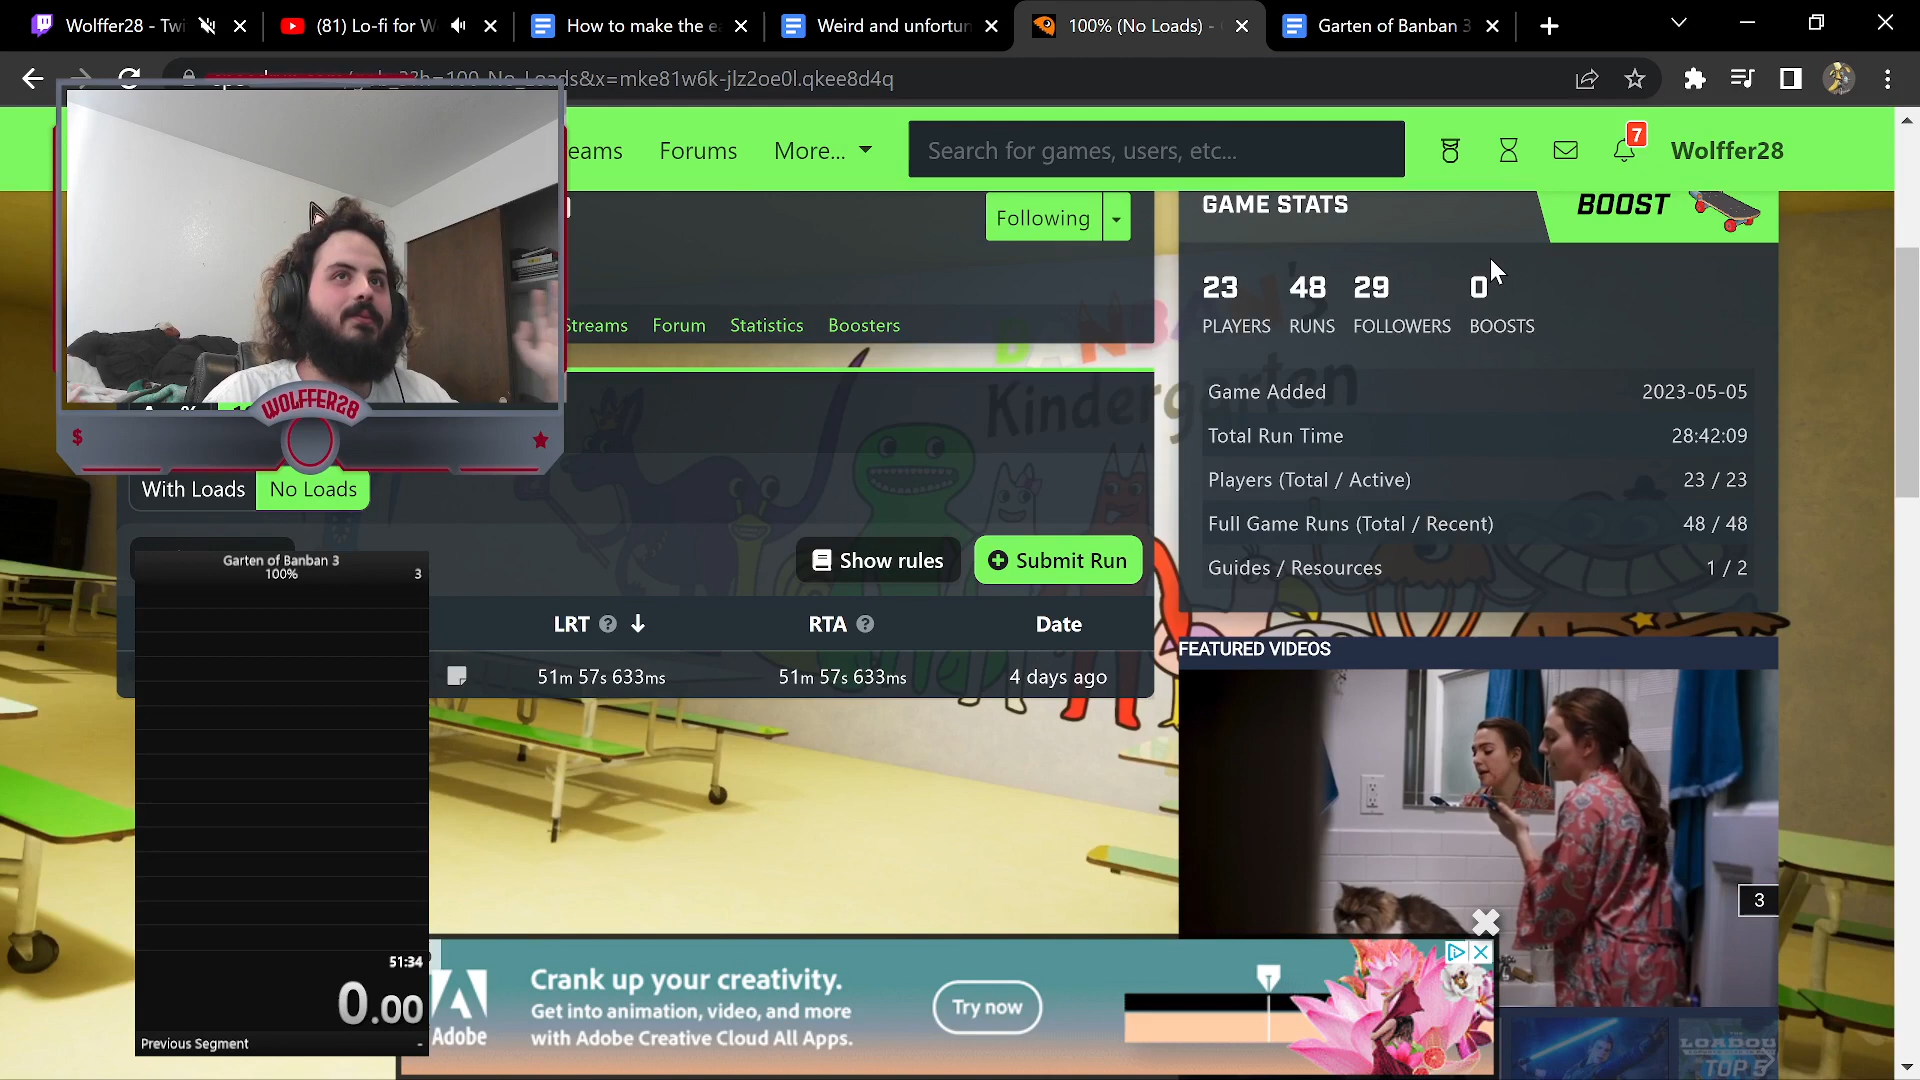 Wolffer28 - Twi
(81) Lo-fi for W
How to make the ea
Weird and unfortun
100% (No Loads) -
Garten of Banban 3
h=100-No_Loads&x=mke81w6k-jlz2oe0l.qkee8d4q
eams
Forums
More...
Search for games, users, etc...
7
Wolffer28
Following
GAME STATS
BOOST
23
48
29
0
PLAYERS
RUNS
FOLLOWERS
BOOSTS
Streams
Forum
Statistics
Boosters
BANBAN'S
Kindergarten
Game Added
2023-05-05
Total Run Time
28:42:09
Players (Total / Active)
23 / 23
Full Game Runs (Total / Recent)
48 / 48
Guides / Resources
1 / 2
WOLFFER28
$
With Loads
No Loads
Show rules
Submit Run
Garten of Banban 3
100%
3
LRT
RTA
Date
51m 57s 633ms
51m 57s 633ms
4 days ago
FEATURED VIDEOS
3
51:34
0.00
Previous Segment
-
Adobe
Crank up your creativity.
Get into animation, video, and more
with Adobe Creative Cloud All Apps.
Try now
LOADOU
TOP 5